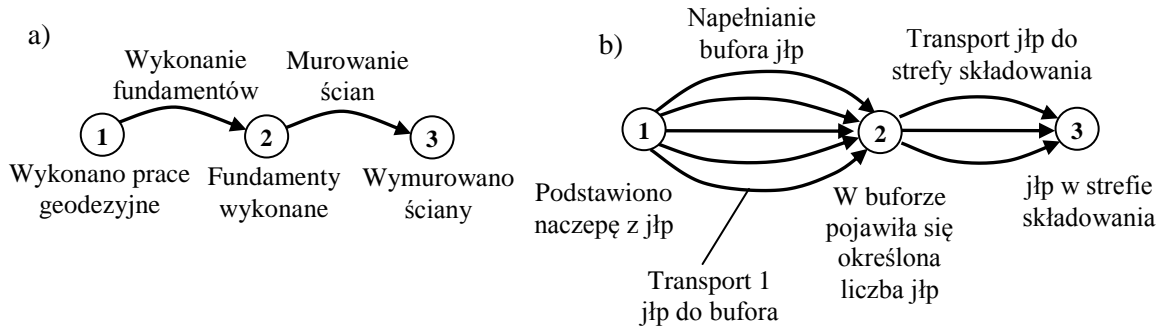 a)
Wykonanie
fundamentów
Murowanie
ścian
1
2
3
Wykonano prace
geodezyjne
Fundamenty
wykonane
Wymurowano
ściany
b)
Napełnianie
bufora jłp
Transport jłp do
strefy składowania
1
2
3
Podstawiono
naczepę z jłp
W buforze
pojawiła się
określona
liczba jłp
jłp w strefie
składowania
Transport 1
jłp do bufora